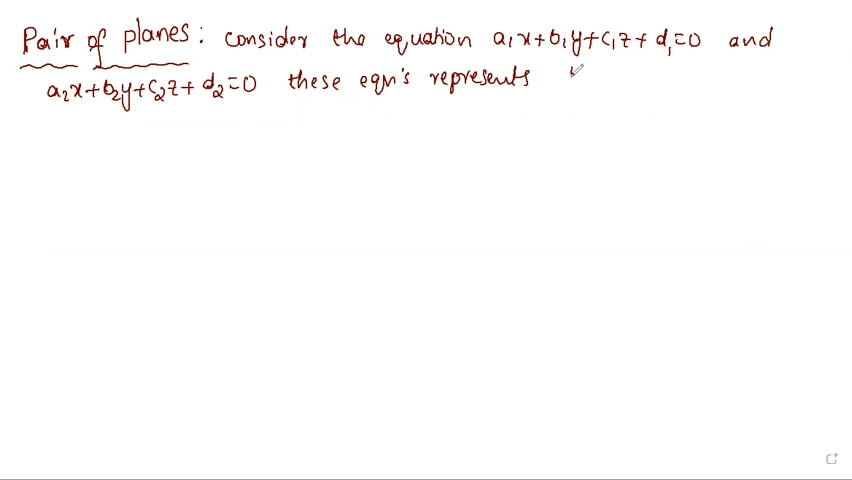 Pair of planes: consider the equation a₁x+b₁y+c₁z+d₁=0 and
a₂x+b₂y+c₂z+d₂=0 these eqn's represents